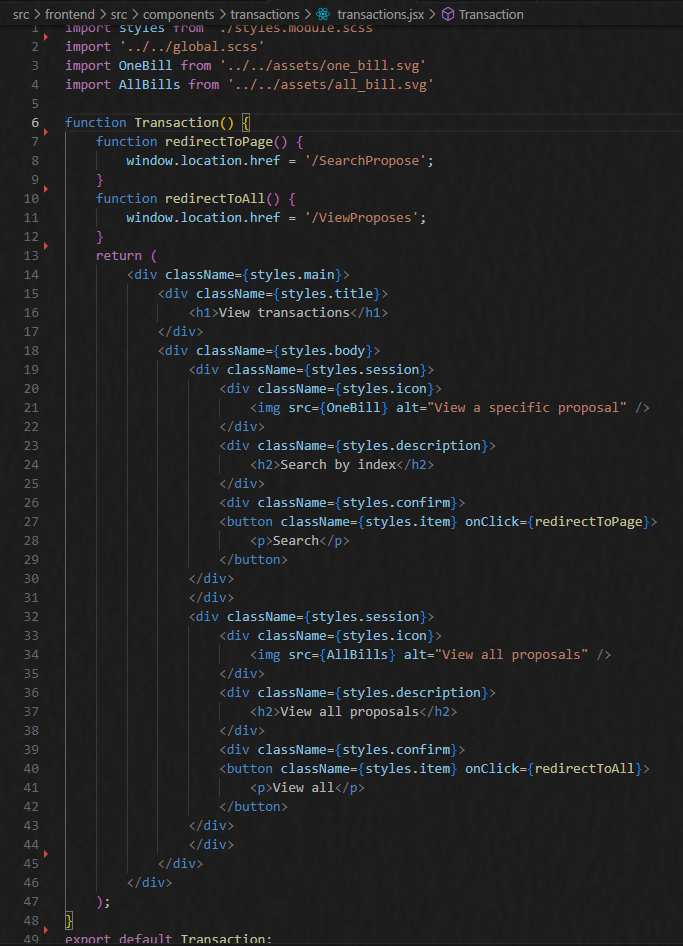 src > frontend > src > components > transactions > transactions.jsx > Transaction
1 import styles from './styles.module.scss'
2 import '../../global.scss'
3 import OneBill from '../../assets/one_bill.svg'
4 import AllBills from '../../assets/all_bill.svg'
5
6 function Transaction() {
7     function redirectToPage() {
8         window.location.href = '/SearchPropose';
9     }
10     function redirectToAll() {
11         window.location.href = '/ViewProposes';
12     }
13     return (
14         <div className={styles.main}>
15             <div className={styles.title}>
16                 <h1>View transactions</h1>
17             </div>
18             <div className={styles.body}>
19                 <div className={styles.session}>
20                     <div className={styles.icon}>
21                         <img src={OneBill} alt="View a specific proposal" />
22                     </div>
23                     <div className={styles.description}>
24                         <h2>Search by index</h2>
25                     </div>
26                     <div className={styles.confirm}>
27                     <button className={styles.item} onClick={redirectToPage}>
28                         <p>Search</p>
29                     </button>
30                 </div>
31                 </div>
32                 <div className={styles.session}>
33                     <div className={styles.icon}>
34                         <img src={AllBills} alt="View all proposals" />
35                     </div>
36                     <div className={styles.description}>
37                         <h2>View all proposals</h2>
38                     </div>
39                     <div className={styles.confirm}>
40                     <button className={styles.item} onClick={redirectToAll}>
41                         <p>View all</p>
42                     </button>
43                 </div>
44                 </div>
45             </div>
46         </div>
47     );
48 }
49 export default Transaction;